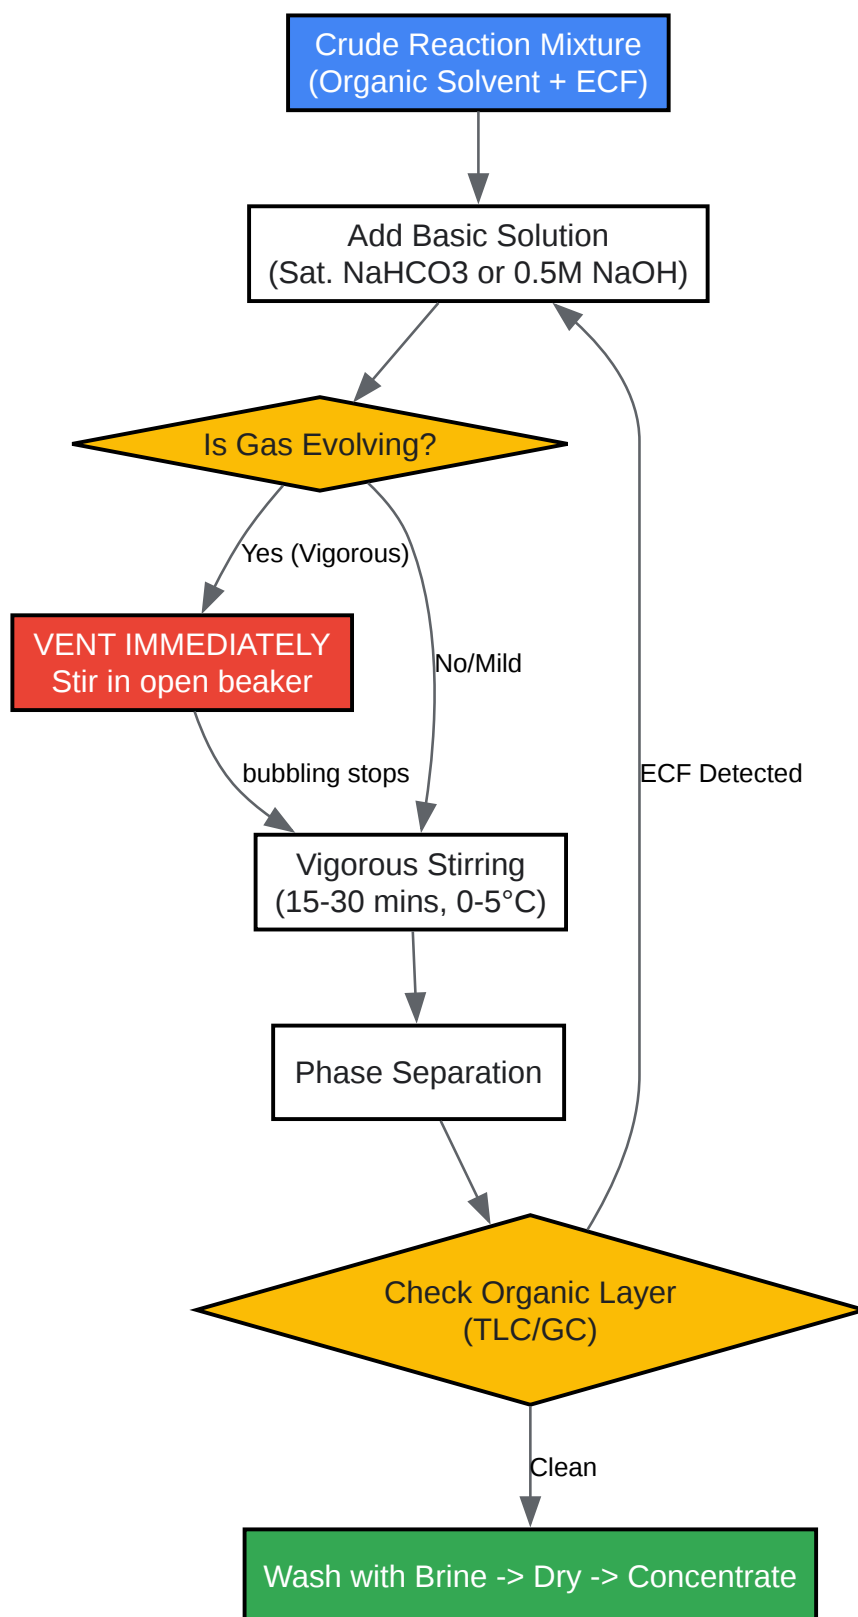 Crude Reaction Mixture
(Organic Solvent + ECF)
Add Basic Solution
(Sat. NaHCO3 or 0.5M NaOH)
Is Gas Evolving?
Yes (Vigorous)
VENT IMMEDIATELY
Stir in open beaker
No/Mild
bubbling stops
ECF Detected
Vigorous Stirring
(15-30 mins, 0-5°C)
Phase Separation
Check Organic Layer
(TLC/GC)
Clean
Wash with Brine -> Dry -> Concentrate